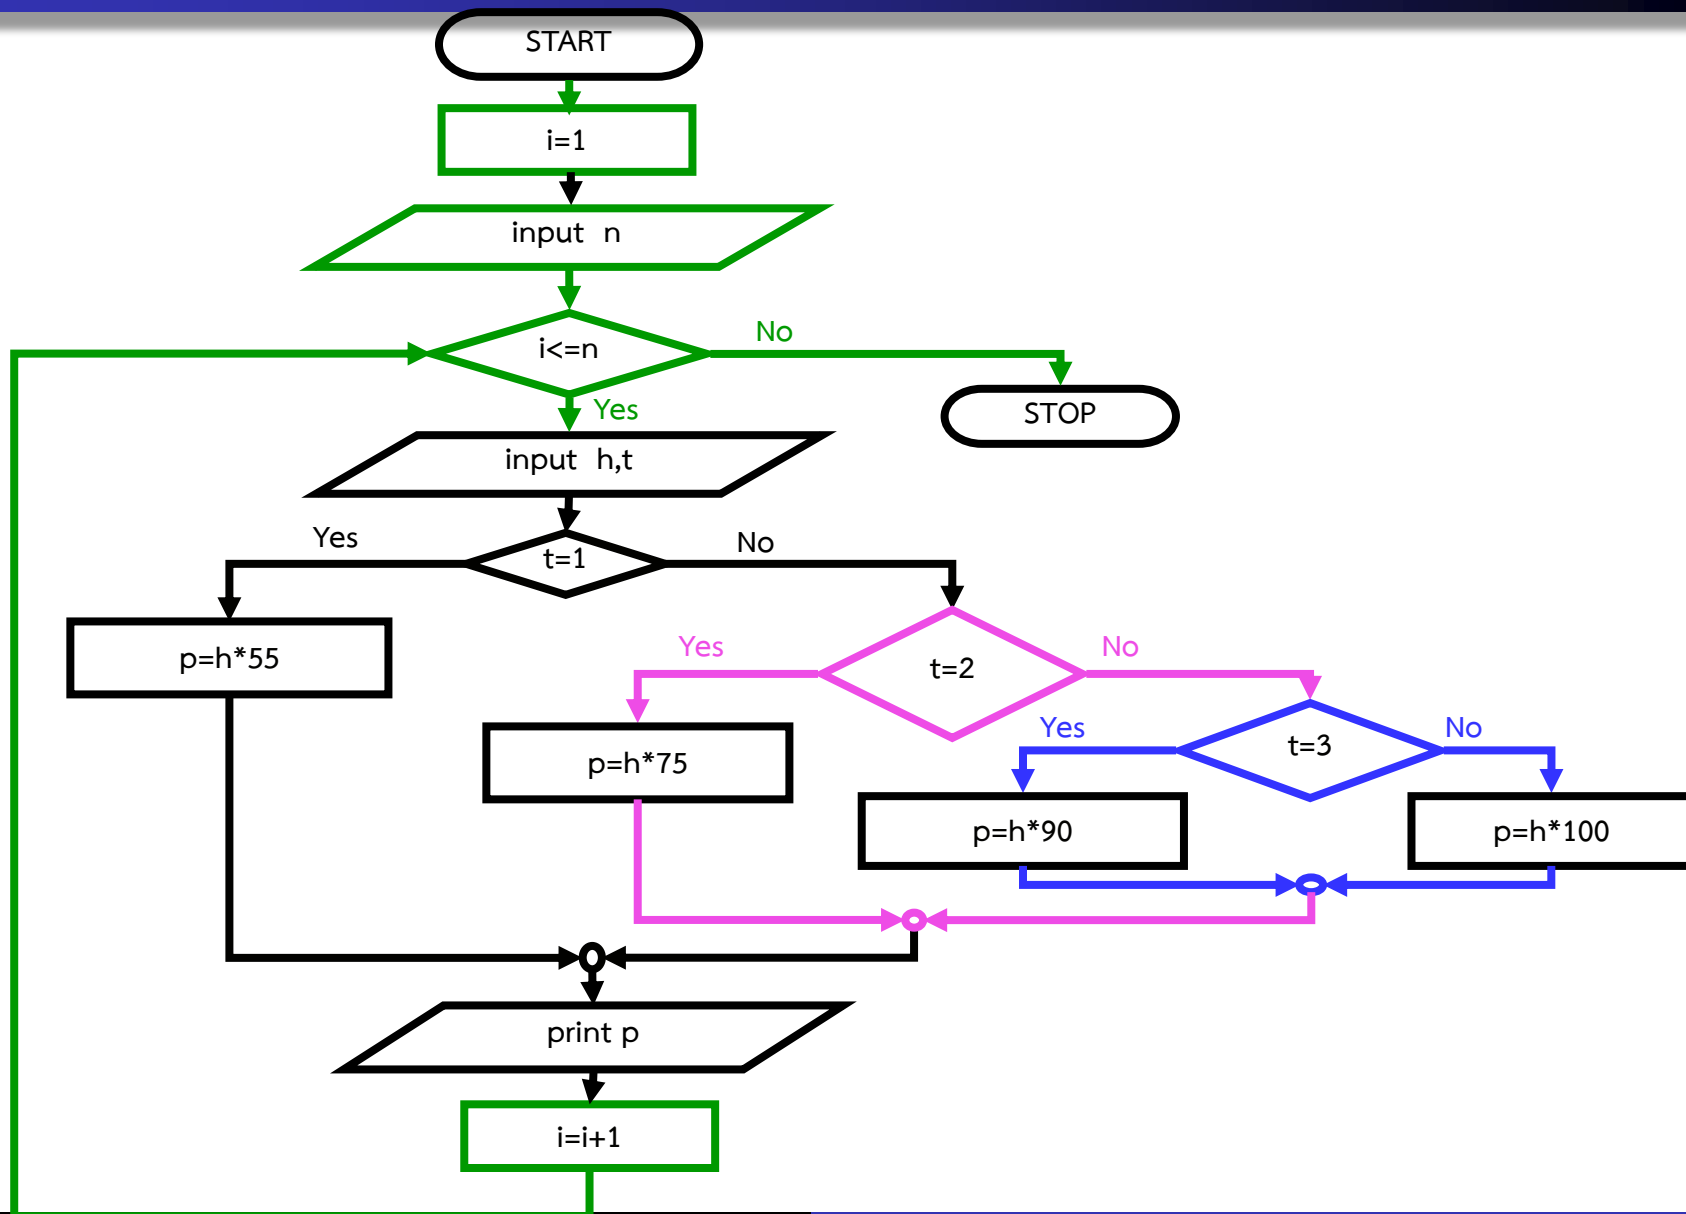 START
i=1
input n
i<=n
No
Yes
STOP
input h,t
Yes
t=1
No
p=h*55
Yes
t=2
No
p=h*75
Yes
t=3
No
p=h*90
p=h*100
print p
i=i+1